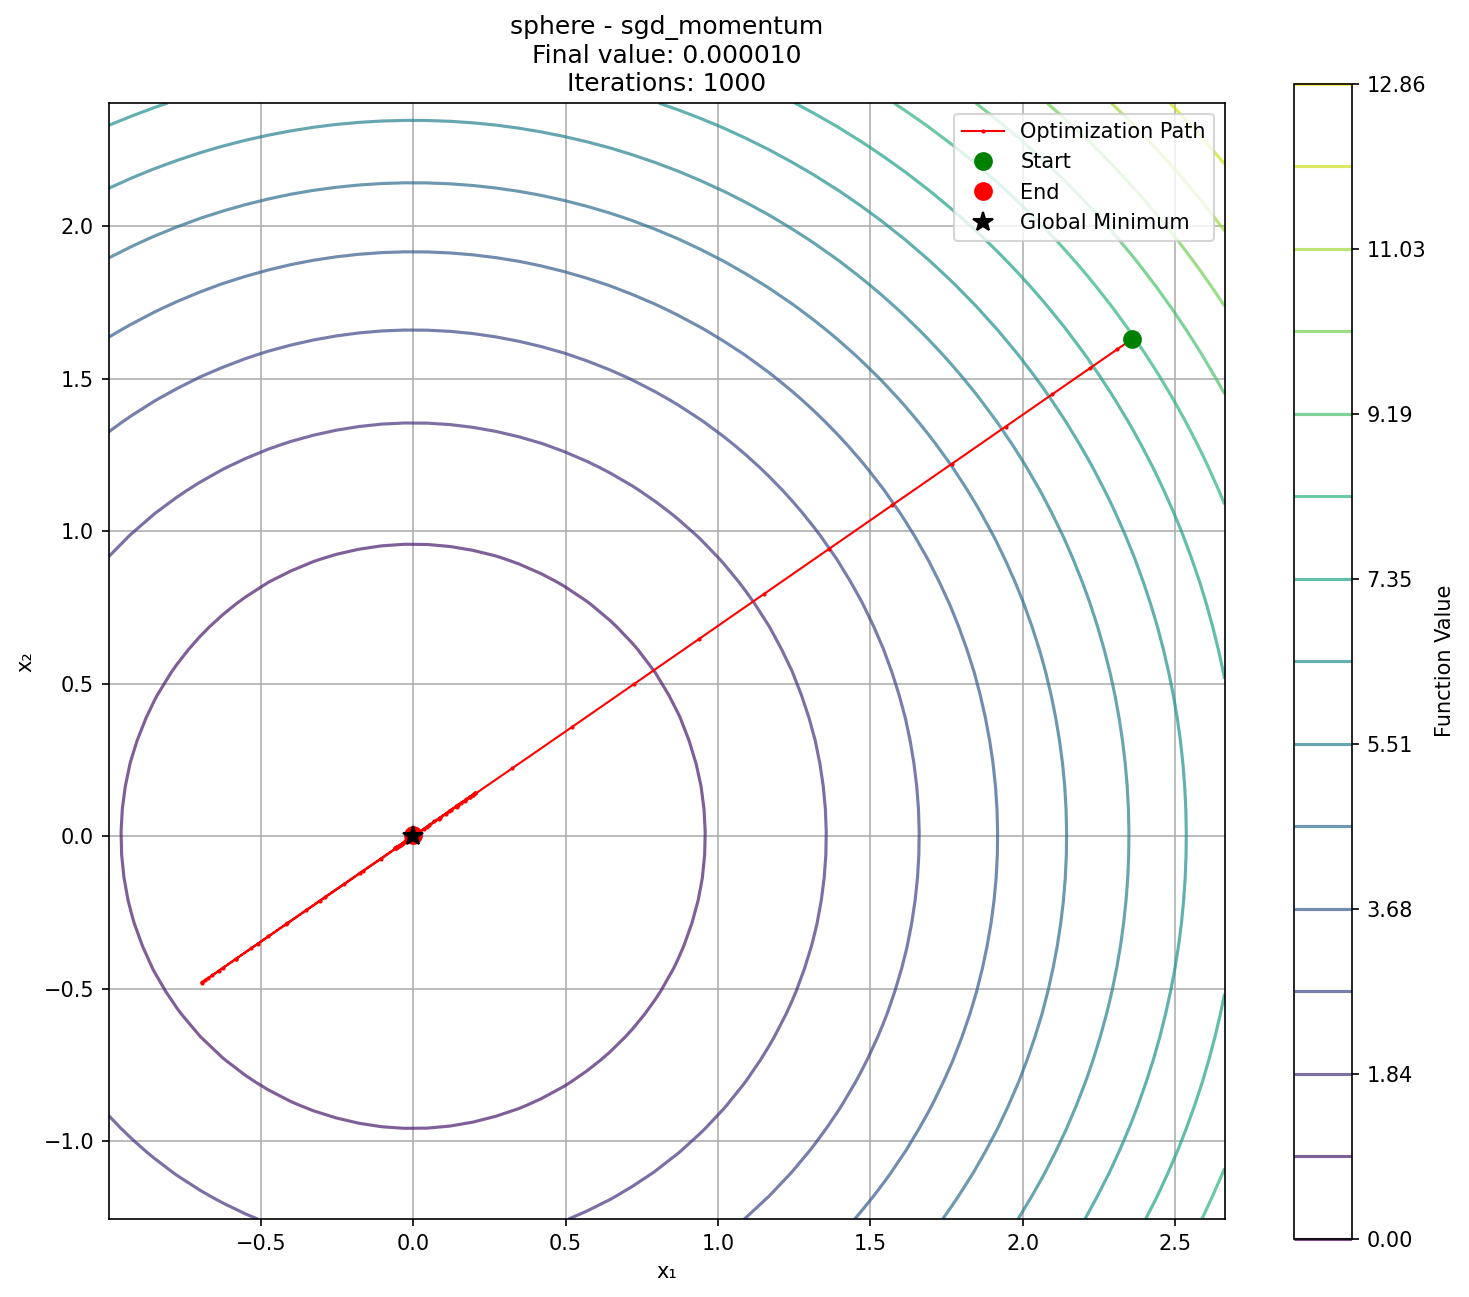 sphere - sgd_momentum
Final value: 0.000010
Iterations: 1000
Optimization Path
Start
End
Global Minimum
x₂
2.0
1.5
1.0
0.5
0.0
−0.5
−1.0
−0.5
0.0
0.5
1.0
1.5
2.0
2.5
x₁
12.86
11.03
9.19
7.35
5.51
3.68
1.84
0.00
Function Value